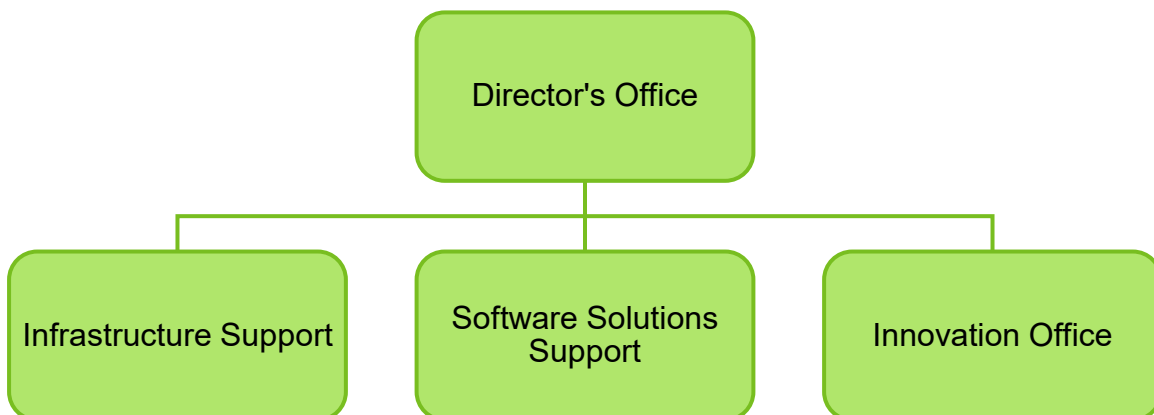 Director's Office
Infrastructure Support
Software Solutions
Support
Innovation Office